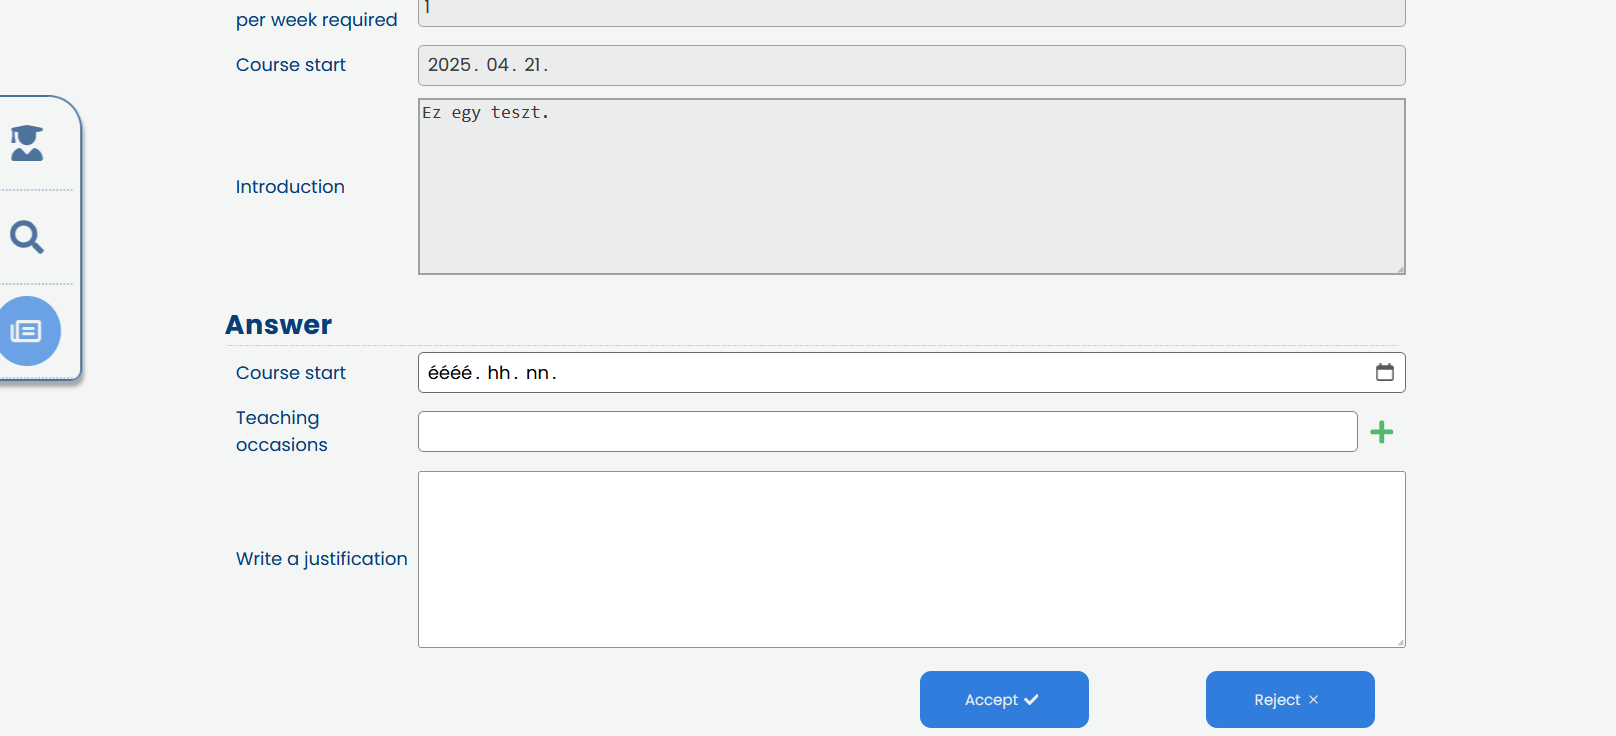 per week required
1
Course start
2025. 04. 21.
Introduction
Ez egy teszt.
Answer
Course start
éééé. hh. nn.
Teaching
occasions
Write a justification
Accept
Reject